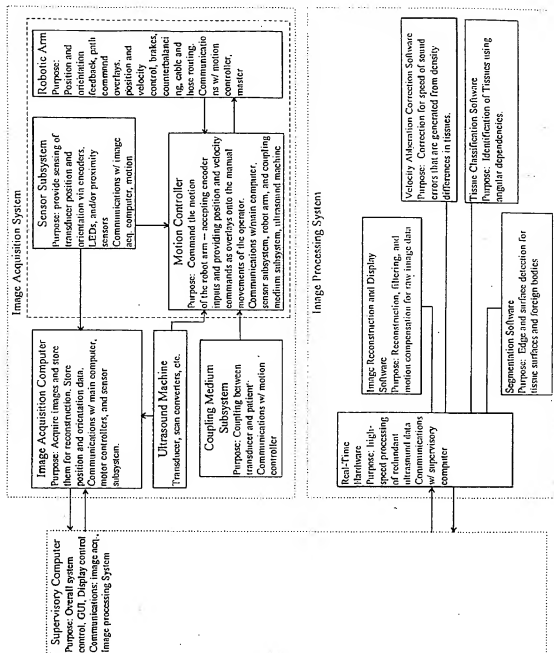 Supervisory Computer
Purpose: Overall system
control, GUI, Display control
Communications: image acq,
Image processing System
Image Acquisition System
Image Acquisition Computer
Purpose: Acquire images and store
them for reconstruction. Store
position and orientation data.
Communications w/ main computer,
motor controllers, and sensor
subsystem.
Sensor Subsystem
Purpose: provide sensing of
transducer position and
orientation via encoders,
LEDs, and/or proximity
sensors
Communications w/ image
acq. computer, motion
Robotic Arm
Purpose:
Position and
orientation
feedback, path
command
overlays.
position and
velocity
control, brakes,
counterbalanci
ng, cable and
hose routing.
Communicatio
ns w/ motion
controller,
master
Ultrasound Machine
Transducer, scan converters, etc.
Motion Controller
Purpose: Command the motion
of the robot arm – accepting encoder
inputs and providing position and velocity
commands as overlays onto the manual
movements of the operator.
Communications w/main computer,
sensor subsystem, robot arm, and coupling
medium subsystem, ultrasound machine
Coupling Medium
Subsystem
Purpose: Coupling between
transducer and patient
Communications w/ motion
controller
Image Processing System
Real-Time
Hardware
Purpose: high-
speed processing
of redundant
ultrasound data
Communications
w/ supervisory
computer
Image Reconstruction and Display
Software
Purpose: Reconstruction, filtering, and
motion compensation for raw image data
Velocity Abberation Correction Software
Purpose: Correction for speed of sound
errors that are generated from density
differences in tissues.
Segmentation Software
Purpose: Edge and surface detection for
tissue surfaces and foreign bodies
Tissue Classification Software
Purpose: Identification of Tissues using
angular dependencies.